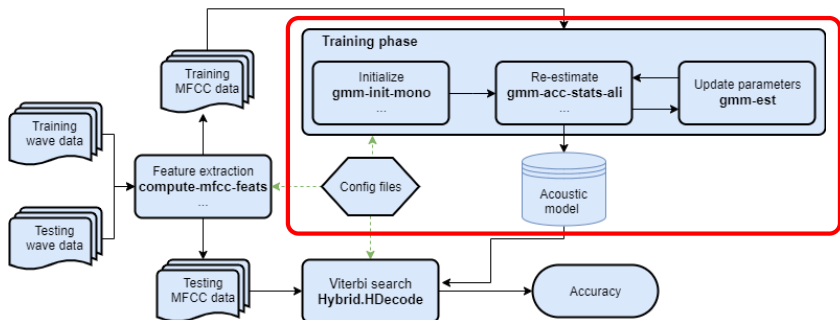 Training phase
Training
MFCC data
Initialize
gmm-init-mono
...
Re-estimate
gmm-acc-stats-ali
...
Update parameters
gmm-est
Training
wave data
Feature extraction
compute-mfcc-feats
...
Config files
Acoustic
model
Testing
wave data
Testing
MFCC data
Viterbi search
Hybrid.HDecode
Accuracy